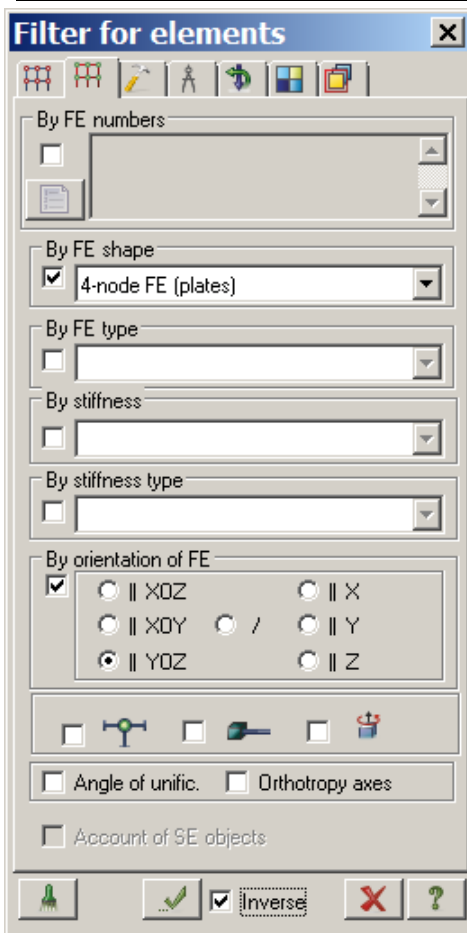 Filter for elements
By FE numbers
By FE shape
4-node FE (plates)
By FE type
By stiffness
By stiffness type
By orientation of FE
|| XOZ || X
|| XOY / || Y
|| YOZ || Z
Angle of unific. Orthotropy axes
Account of SE objects
Inverse ?